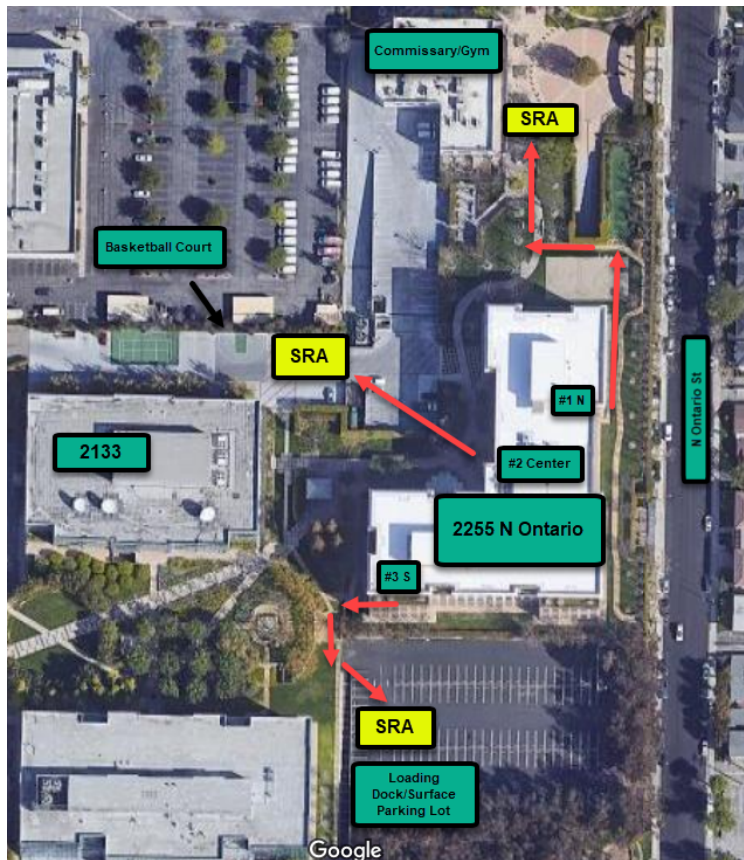 Commissary/Gym
SRA
Basketball Court
SRA
#1 N
N Ontario St
2133
#2 Center
2255 N Ontario
#3 S
SRA
Loading
Dock/Surface
Parking Lot
Google